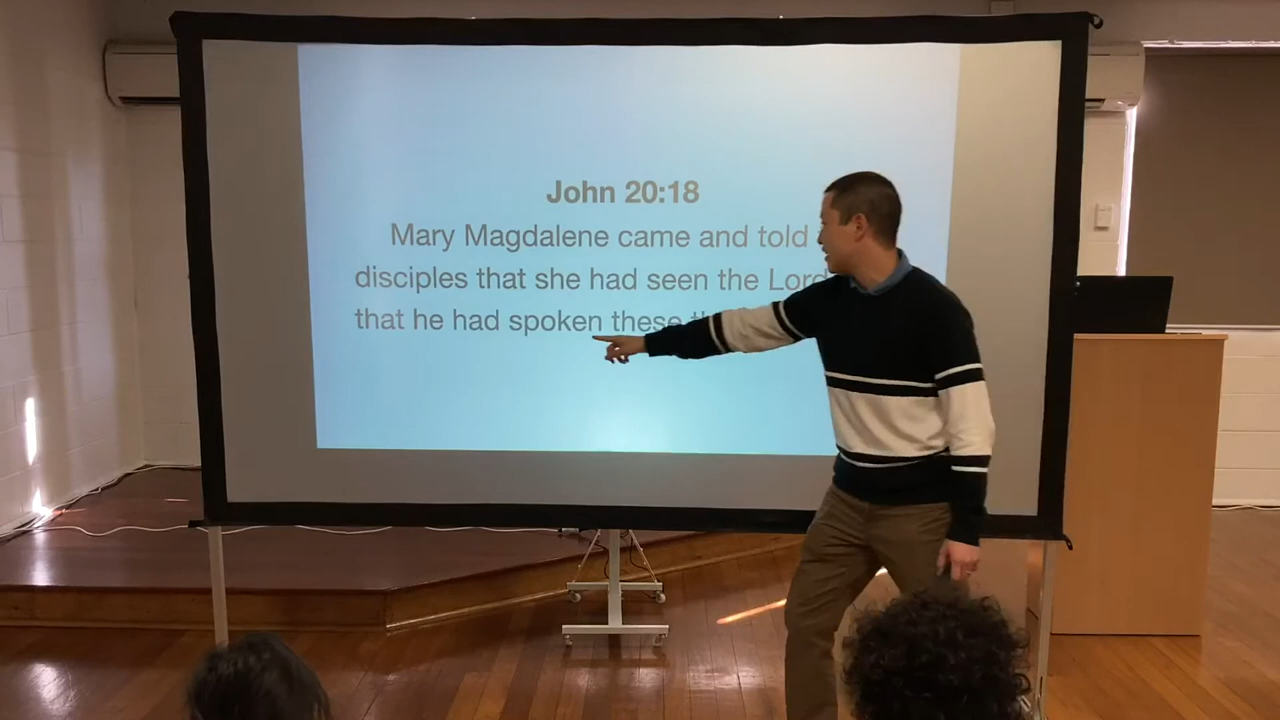 John 20:18
Mary Magdalene came and told
disciples that she had seen the Lord
that he had spoken these